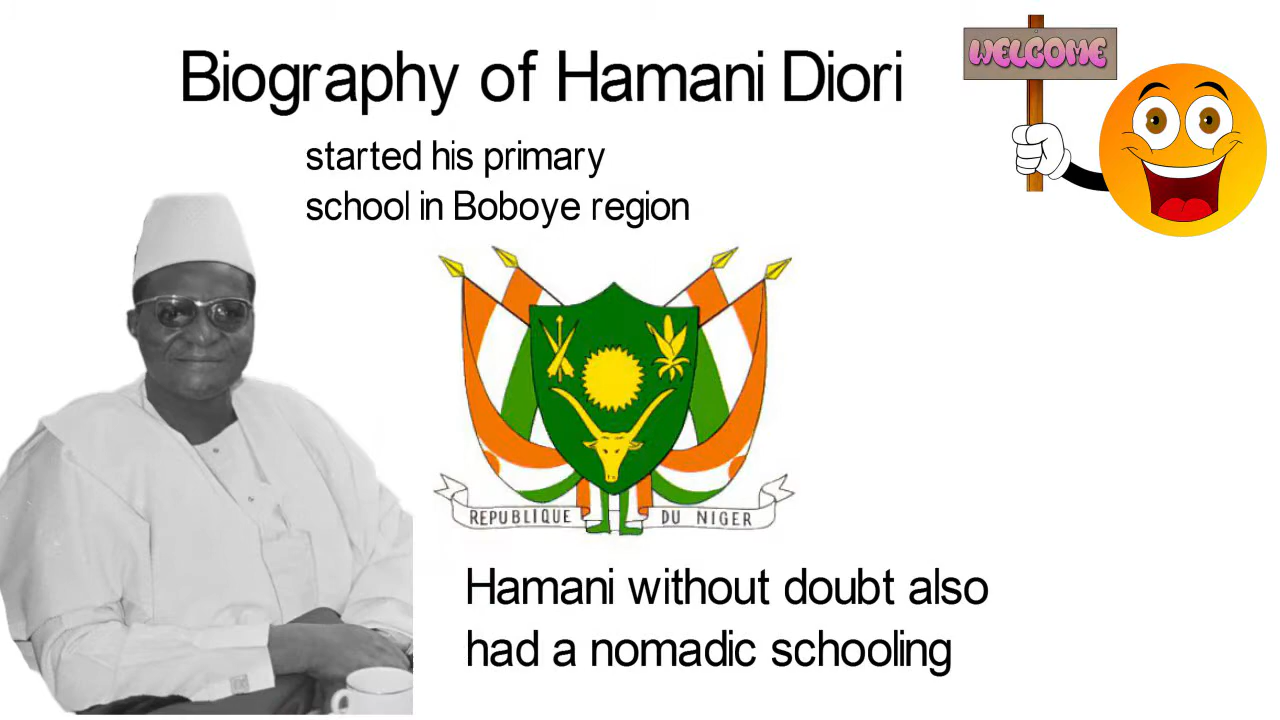 WELCOME
Biography of Hamani Diori
started his primary
school in Boboye region
REPUBLIQUE DU NIGER
Hamani without doubt also
had a nomadic schooling